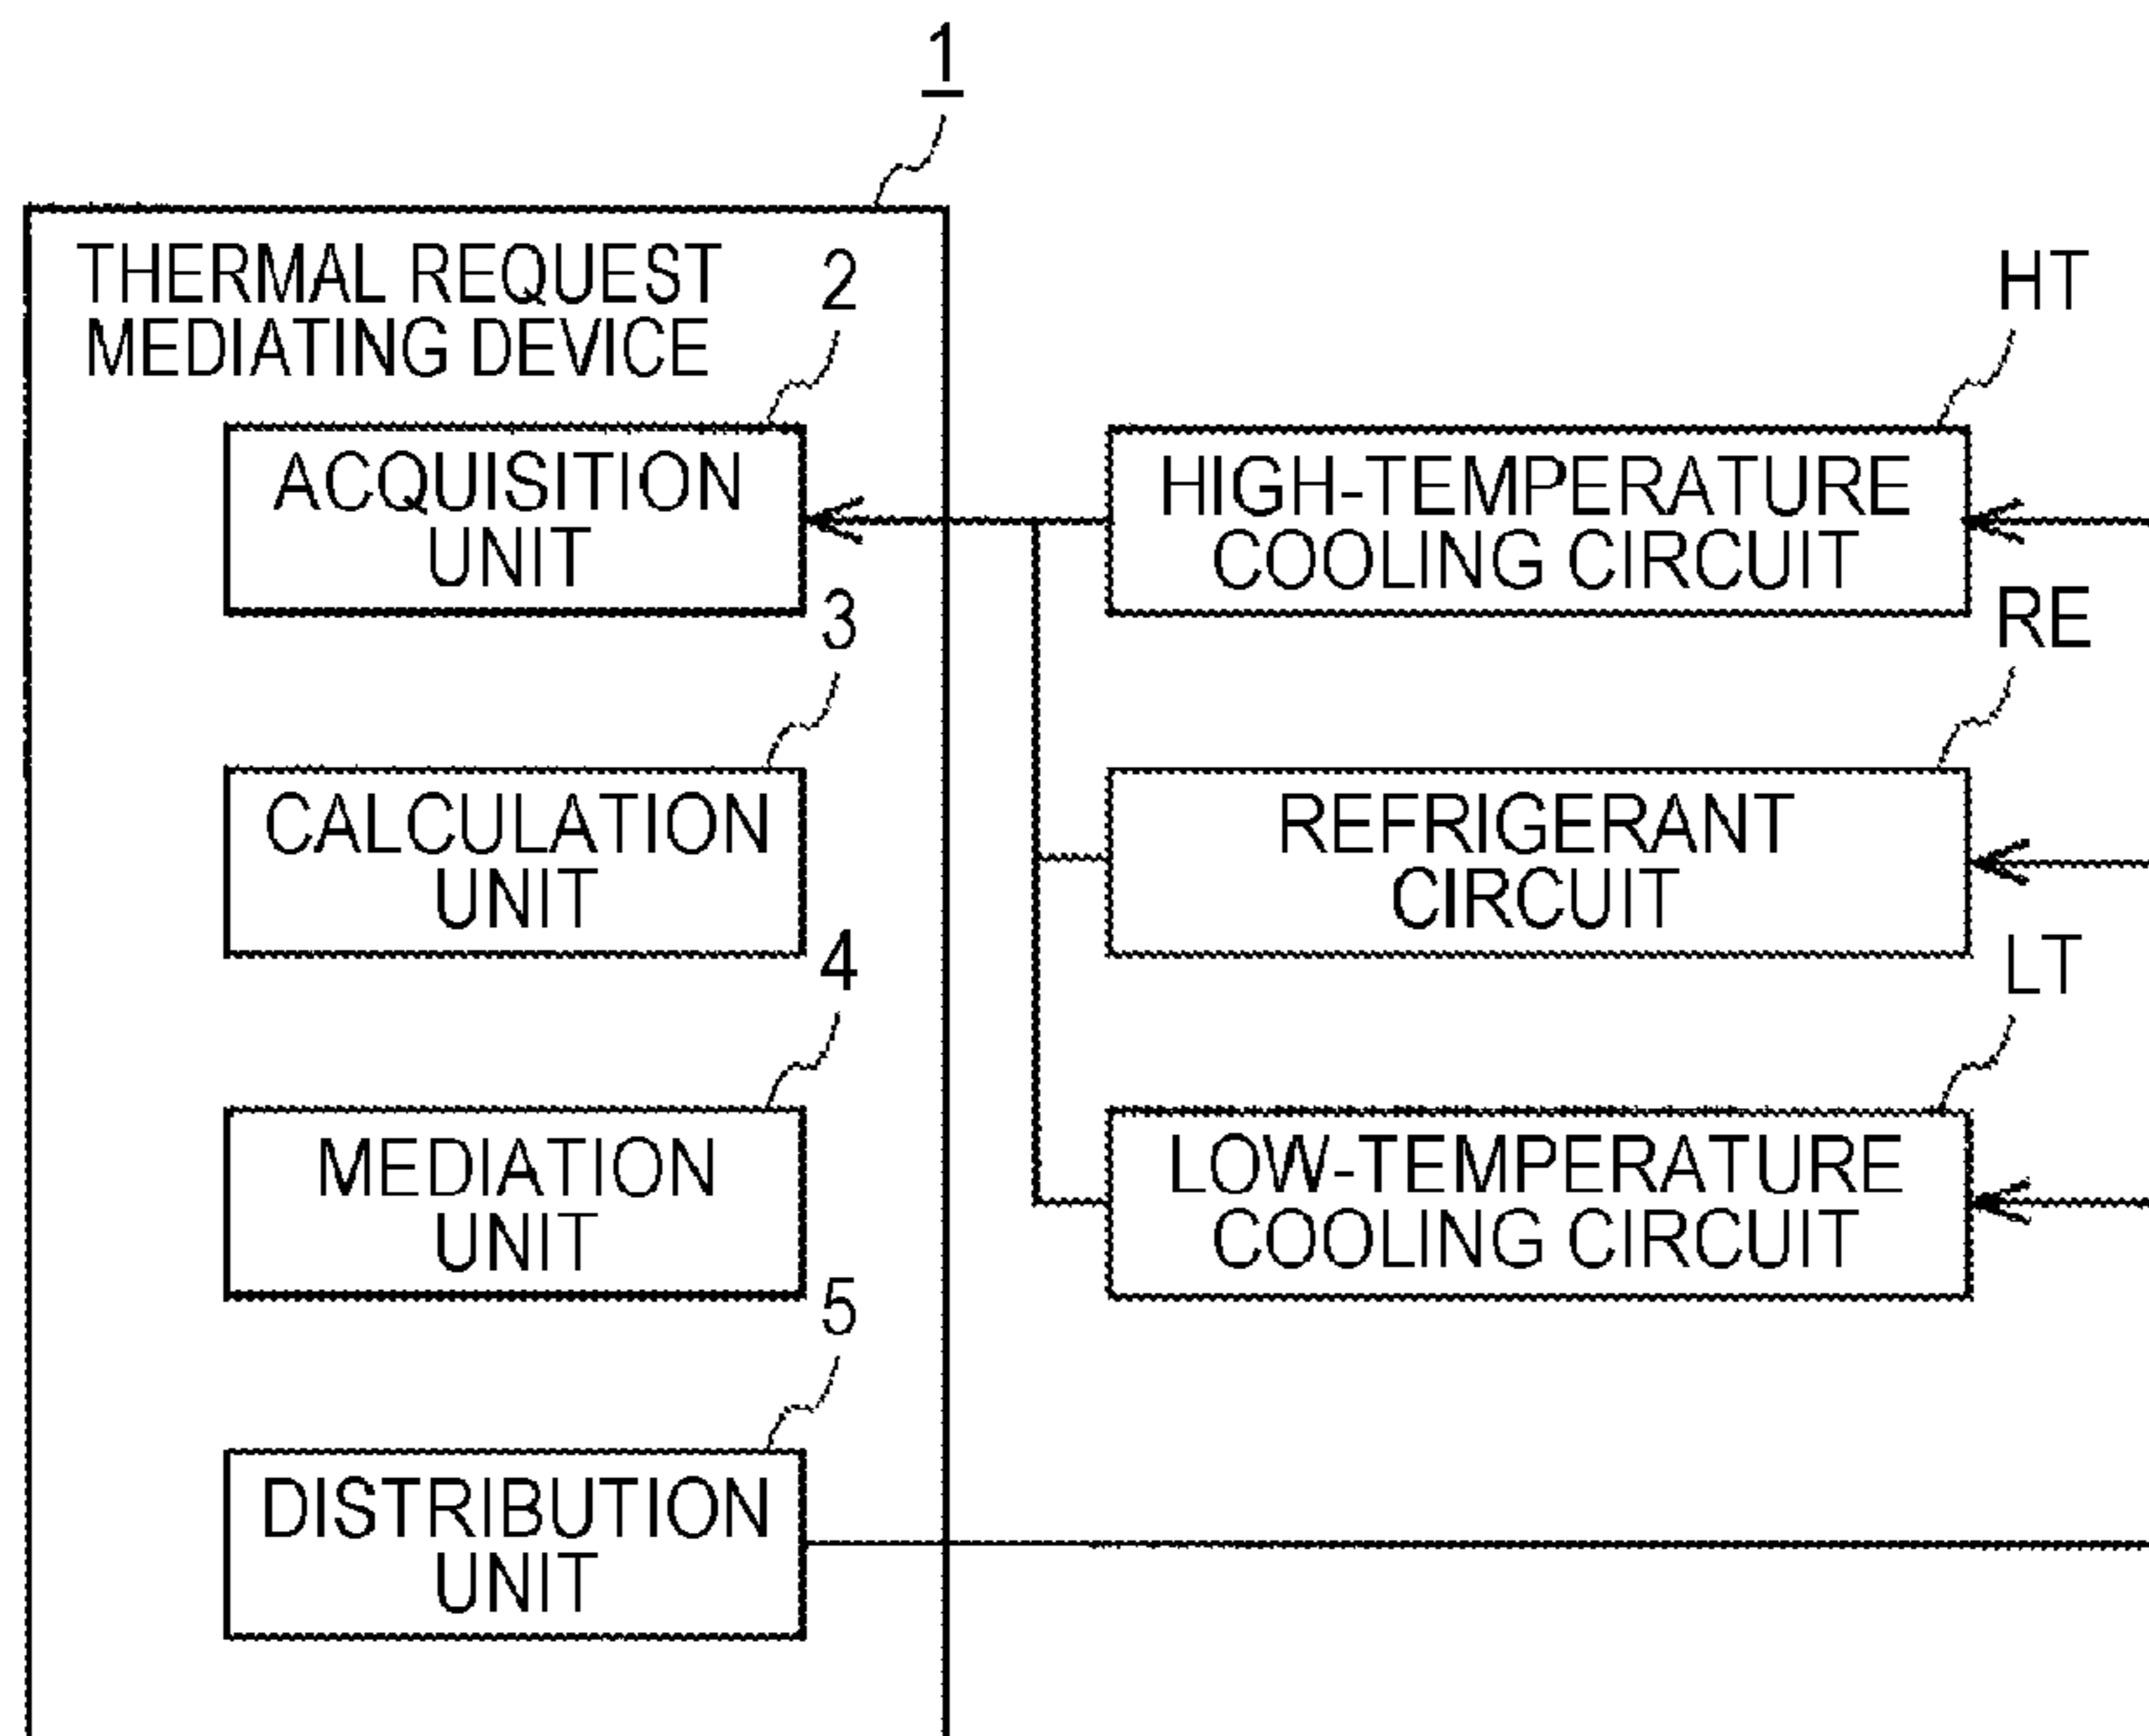 1
THERMAL REQUEST
MEDIATING DEVICE
2
ACQUISITION
UNIT
3
CALCULATION
UNIT
4
MEDIATION
UNIT
5
DISTRIBUTION
UNIT
HT
HIGH-TEMPERATURE
COOLING CIRCUIT
RE
REFRIGERANT
CIRCUIT
LT
LOW-TEMPERATURE
COOLING CIRCUIT